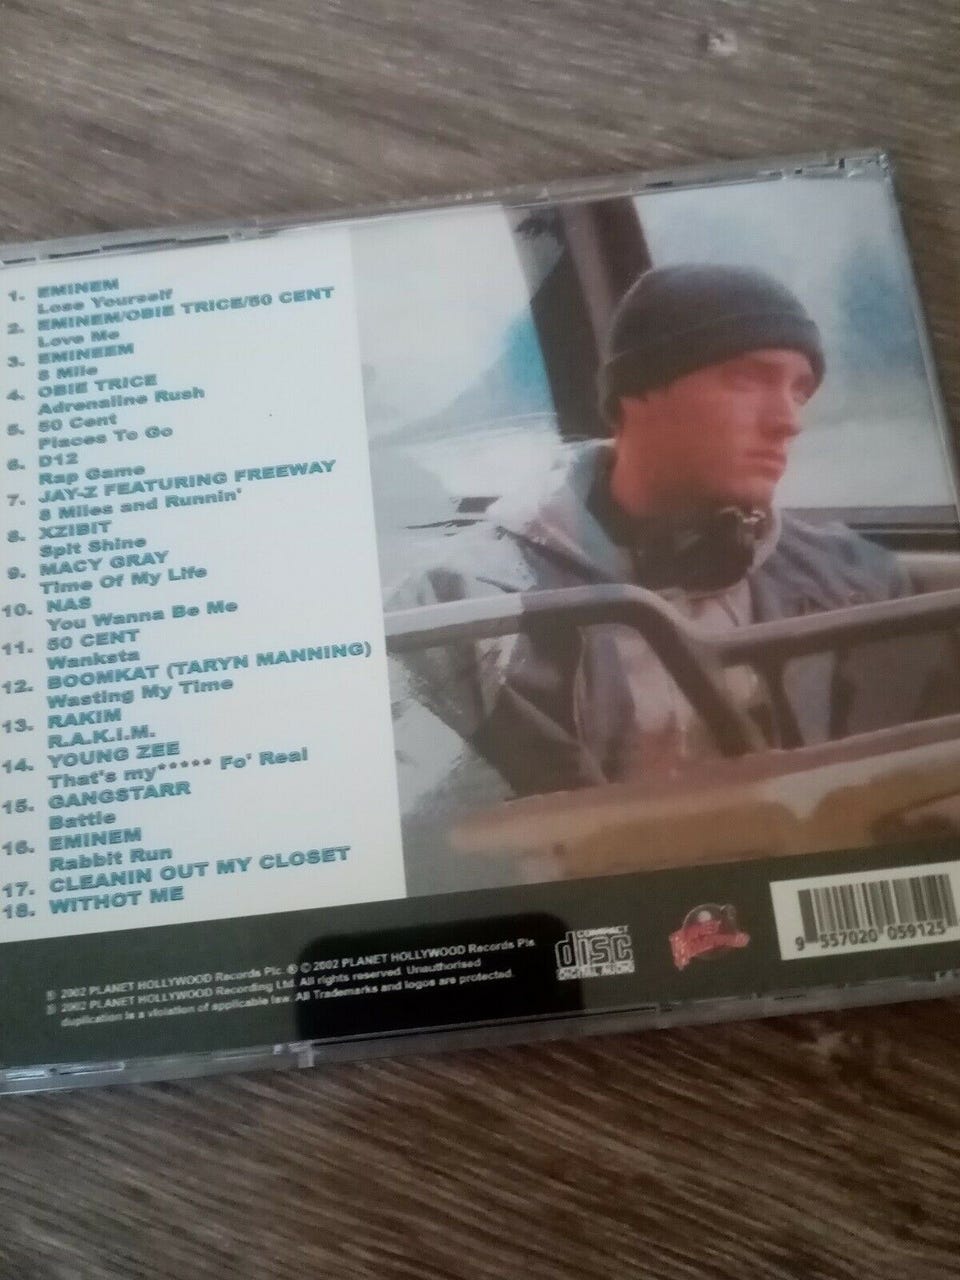 1. EMINEM
Lose Yourself
2. EMINEM/OBIE TRICE/50 CENT
Love Me
3. EMINEEM
8 Mile
4. OBIE TRICE
Adrenaline Rush
5. 50 Cent
Places To Go
6. D12
Rap Game
7. JAY-Z FEATURING FREEWAY
8 Miles and Runnin'
8. XZIBIT
Spit Shine
9. MACY GRAY
Time Of My Life
10. NAS
You Wanna Be Me
11. 50 CENT
Wanksta
12. BOOMKAT (TARYN MANNING)
Wasting My Time
13. RAKIM
R.A.K.I.M.
14. YOUNG ZEE
That's my***** Fo' Real
15. GANGSTARR
Battle
16. EMINEM
Rabbit Run
17. CLEANIN OUT MY CLOSET
18. WITHOT ME
℗ 2002 PLANET HOLLYWOOD Records Plc. ® © 2002 PLANET HOLLYWOOD Records Pls
℗ 2002 PLANET HOLLYWOOD Recording Ltd. All rights reserved. Unauthorised
duplication is a violation of applicable law. All Trademarks and logos are protected.
COMPACT
disc
DIGITAL AUDIO
9 557020 059125